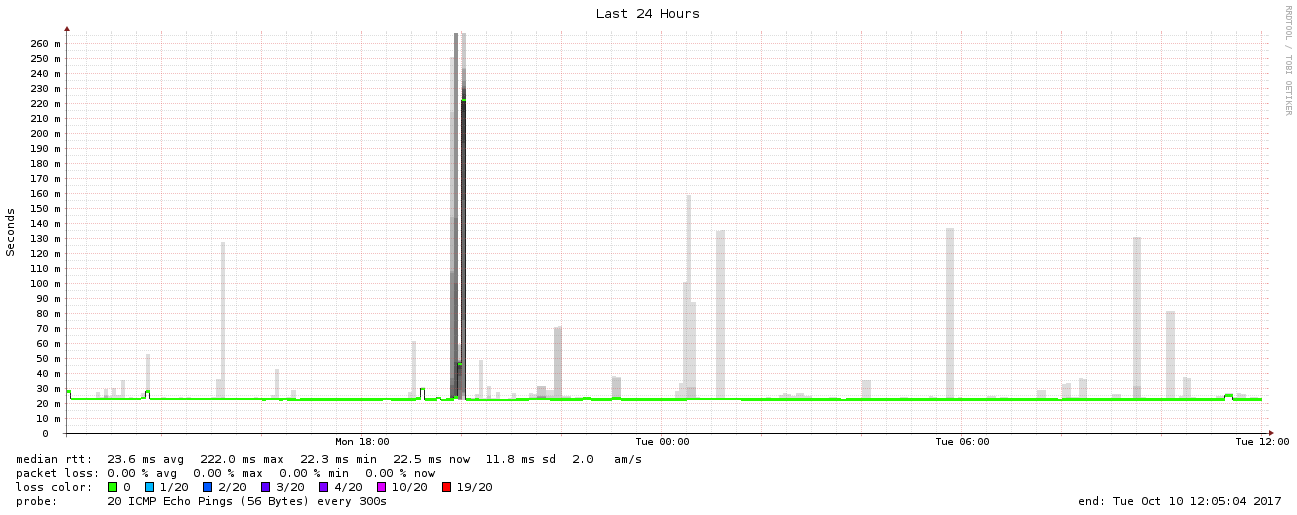 Last 24 Hours
RRDTOOL / TOBI OETIKER
Seconds
260 m
250 m
240 m
230 m
220 m
210 m
200 m
190 m
180 m
170 m
160 m
150 m
140 m
130 m
120 m
110 m
100 m
90 m
80 m
70 m
60 m
50 m
40 m
30 m
20 m
10 m
0
Mon 18:00 Tue 00:00 Tue 06:00 Tue 12:00
median rtt: 23.6 ms avg 222.0 ms max 22.3 ms min 22.5 ms now 11.8 ms sd 2.0 am/s
packet loss: 0.00 % avg 0.00 % max 0.00 % min 0.00 % now
loss color: 0 1/20 2/20 3/20 4/20 10/20 19/20
probe: 20 ICMP Echo Pings (56 Bytes) every 300s end: Tue Oct 10 12:05:04 2017